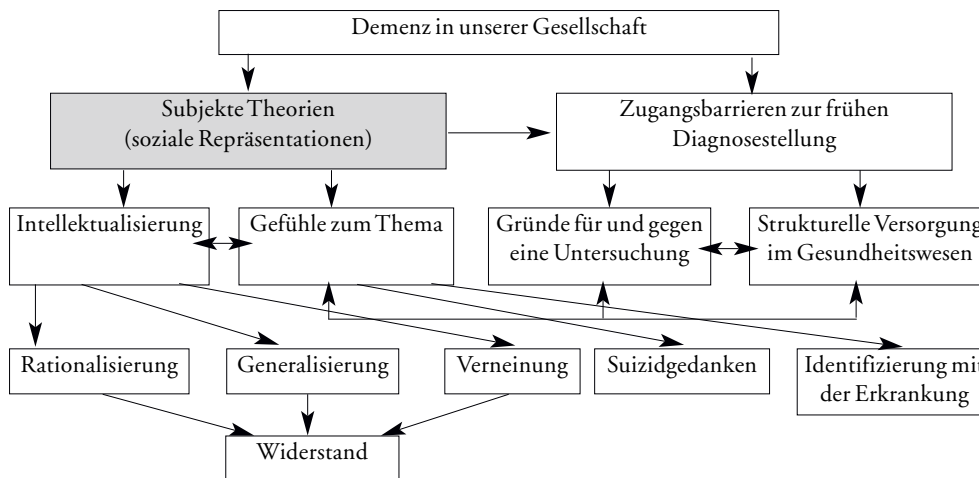 Demenz in unserer Gesellschaft
Subjekte Theorien
(soziale Repräsentationen)
Zugangsbarrieren zur frühen
Diagnosestellung
Intellektualisierung
Gefühle zum Thema
Gründe für und gegen
eine Untersuchung
Strukturelle Versorgung
im Gesundheitswesen
Rationalisierung
Generalisierung
Verneinung
Suizidgedanken
Identifizierung mit
der Erkrankung
Widerstand